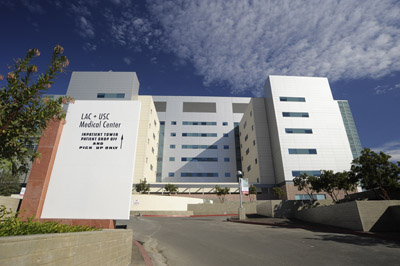 LAC + USC
Medical Center
INPATIENT TOWER
PATIENT DROP OFF
AND
PICK UP ONLY